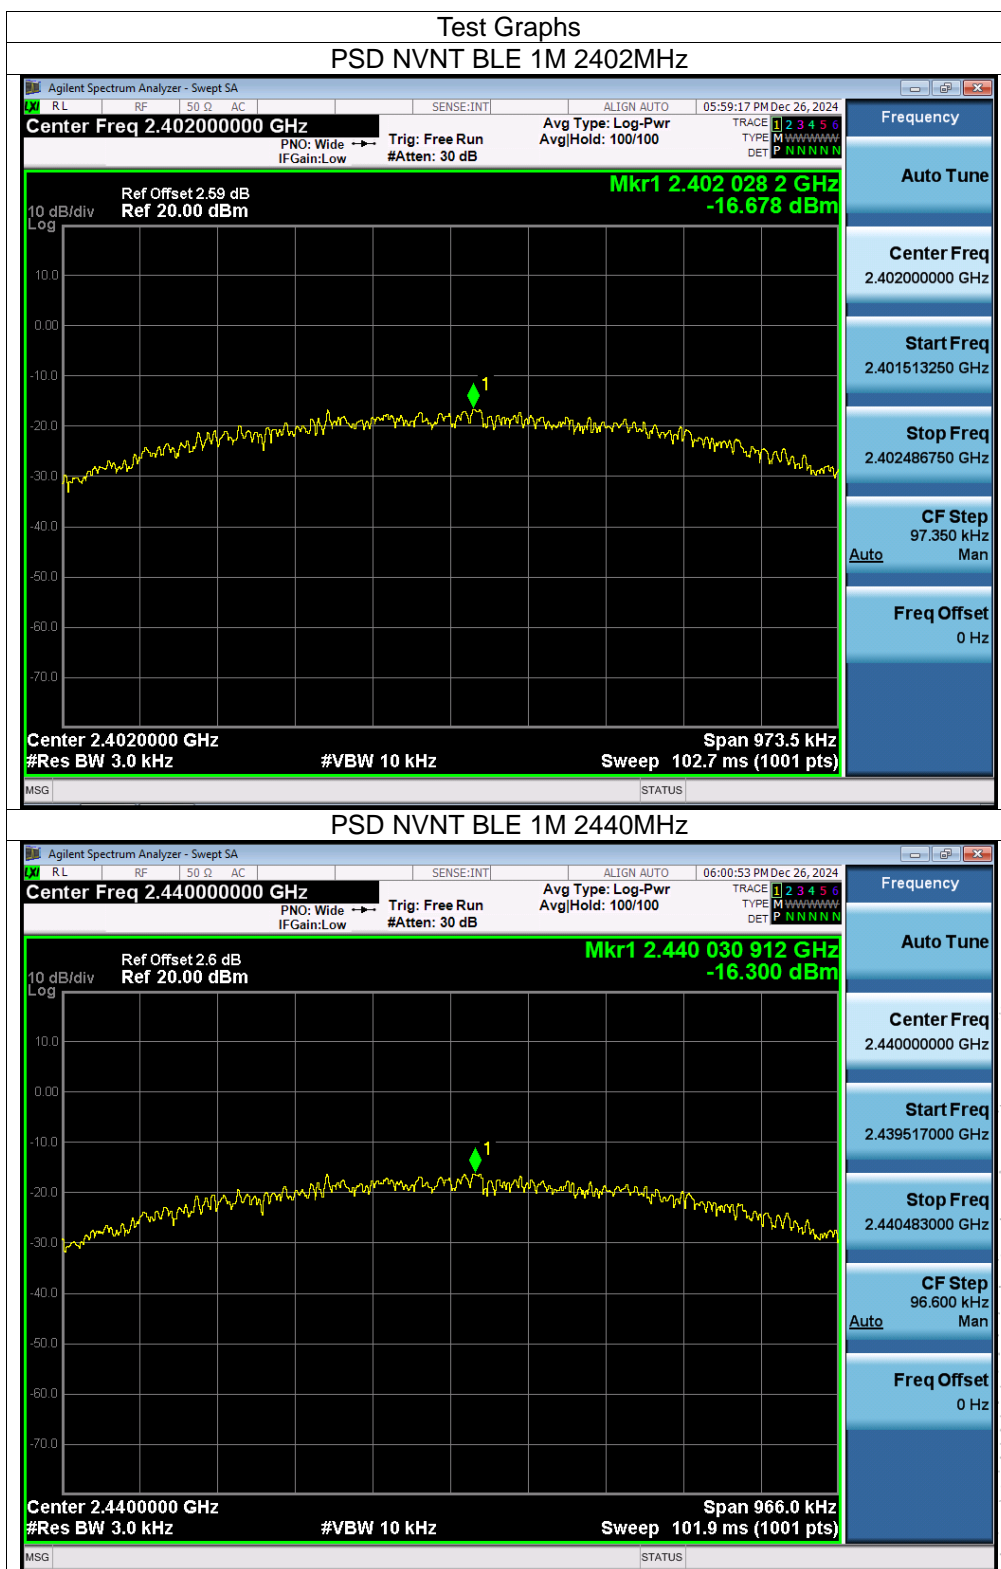 Test Graphs
PSD NVNT BLE 1M 2402MHz
Agilent Spectrum Analyzer - Swept SA
LXI RL RF 50 Ω AC SENSE:INT ALIGN AUTO 05:59:17 PM Dec 26, 2024
Center Freq 2.402000000 GHz
PNO: Wide
IFGain:Low
Trig: Free Run
#Atten: 30 dB
Avg Type: Log-Pwr
Avg|Hold: 100/100
TRACE 1 2 3 4 5 6
TYPE M WWWWW
DET P N N N N N
Frequency
Auto Tune
Mkr1 2.402 028 2 GHz
-16.678 dBm
Ref Offset 2.59 dB
10 dB/div Ref 20.00 dBm
Log
10.0
0.00
-10.0
-20.0
-30.0
-40.0
-50.0
-60.0
-70.0
1
Center Freq
2.402000000 GHz
Start Freq
2.401513250 GHz
Stop Freq
2.402486750 GHz
CF Step
97.350 kHz
Auto Man
Freq Offset
0 Hz
Center 2.4020000 GHz Span 973.5 kHz
#Res BW 3.0 kHz #VBW 10 kHz Sweep 102.7 ms (1001 pts)
MSG STATUS
PSD NVNT BLE 1M 2440MHz
Agilent Spectrum Analyzer - Swept SA
LXI RL RF 50 Ω AC SENSE:INT ALIGN AUTO 06:00:53 PM Dec 26, 2024
Center Freq 2.440000000 GHz
PNO: Wide
IFGain:Low
Trig: Free Run
#Atten: 30 dB
Avg Type: Log-Pwr
Avg|Hold: 100/100
TRACE 1 2 3 4 5 6
TYPE M WWWWW
DET P N N N N N
Frequency
Auto Tune
Mkr1 2.440 030 912 GHz
-16.300 dBm
Ref Offset 2.6 dB
10 dB/div Ref 20.00 dBm
Log
10.0
0.00
-10.0
-20.0
-30.0
-40.0
-50.0
-60.0
-70.0
1
Center Freq
2.440000000 GHz
Start Freq
2.439517000 GHz
Stop Freq
2.440483000 GHz
CF Step
96.600 kHz
Auto Man
Freq Offset
0 Hz
Center 2.4400000 GHz Span 966.0 kHz
#Res BW 3.0 kHz #VBW 10 kHz Sweep 101.9 ms (1001 pts)
MSG STATUS